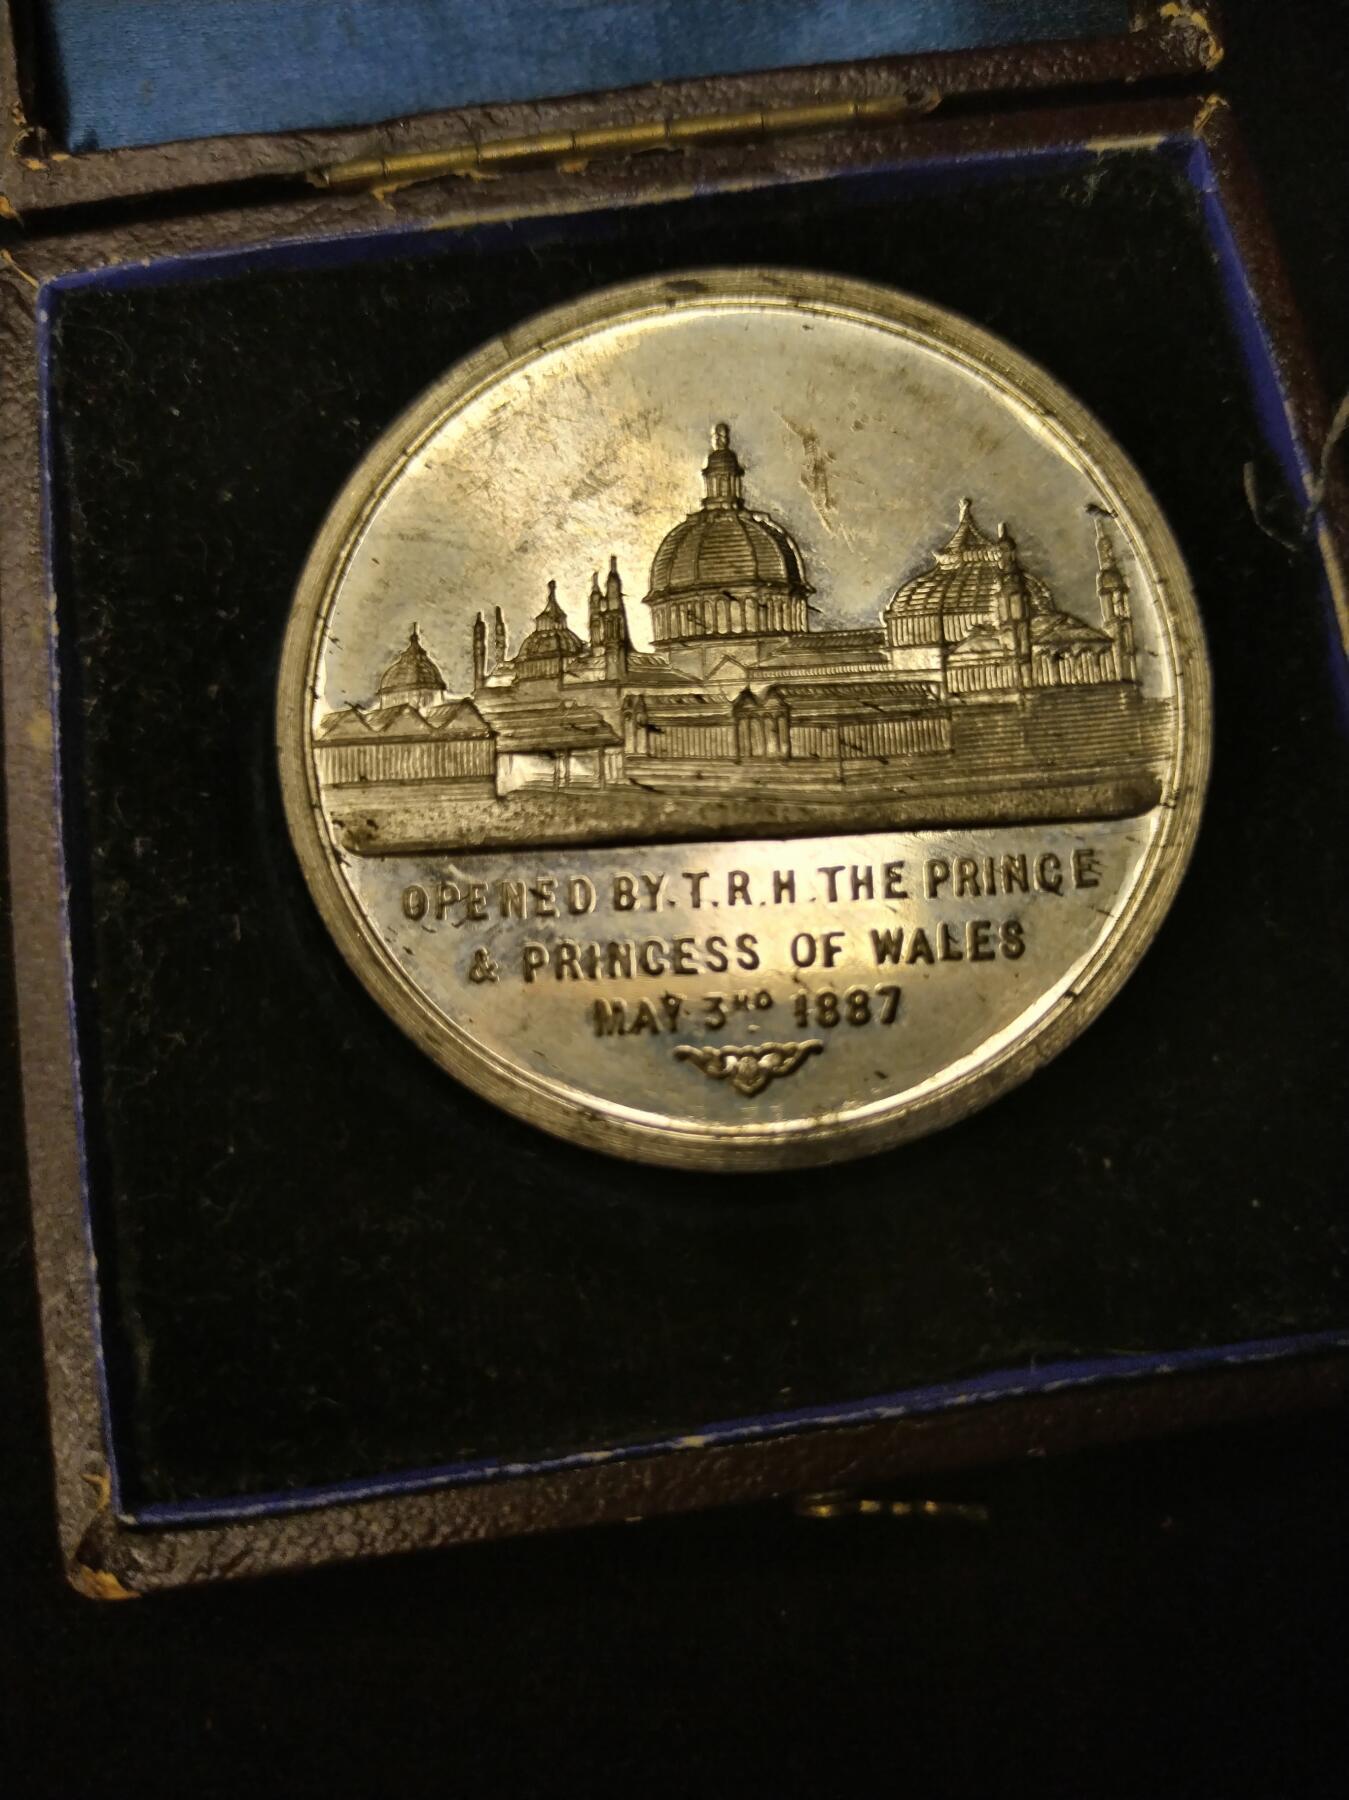 OPENED BY.T.R.H.THE PRINCE
& PRINCESS OF WALES
MAY 3RD 1887